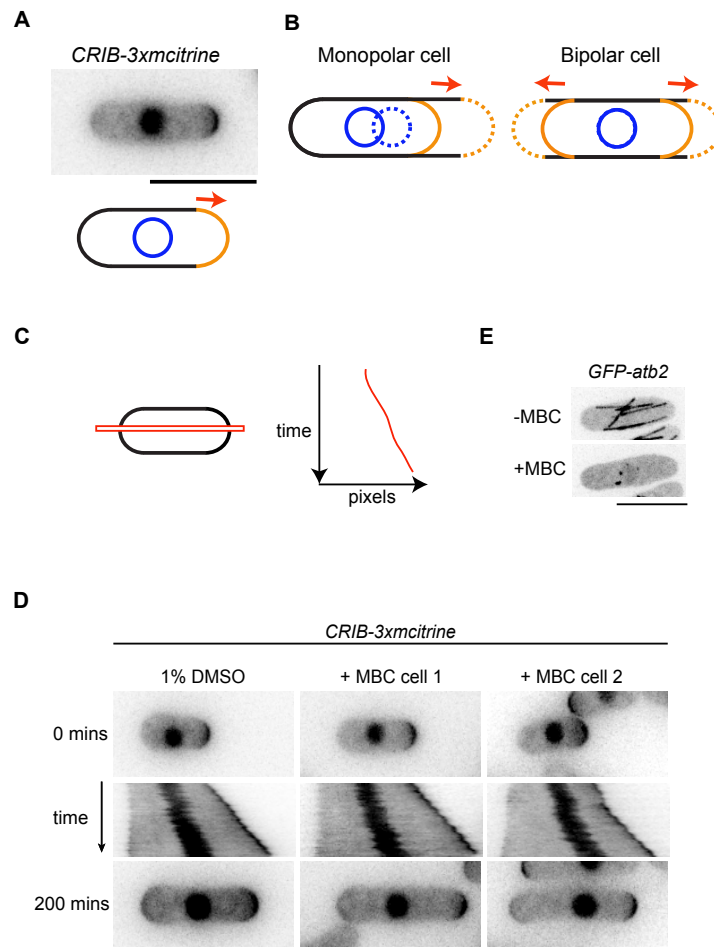 A
CRIB-3xmcitrine
B
Monopolar cell
Bipolar cell
C
time
pixels
E
GFP-atb2
-MBC
+MBC
D
CRIB-3xmcitrine
1% DMSO
+ MBC cell 1
+ MBC cell 2
0 mins
time
200 mins